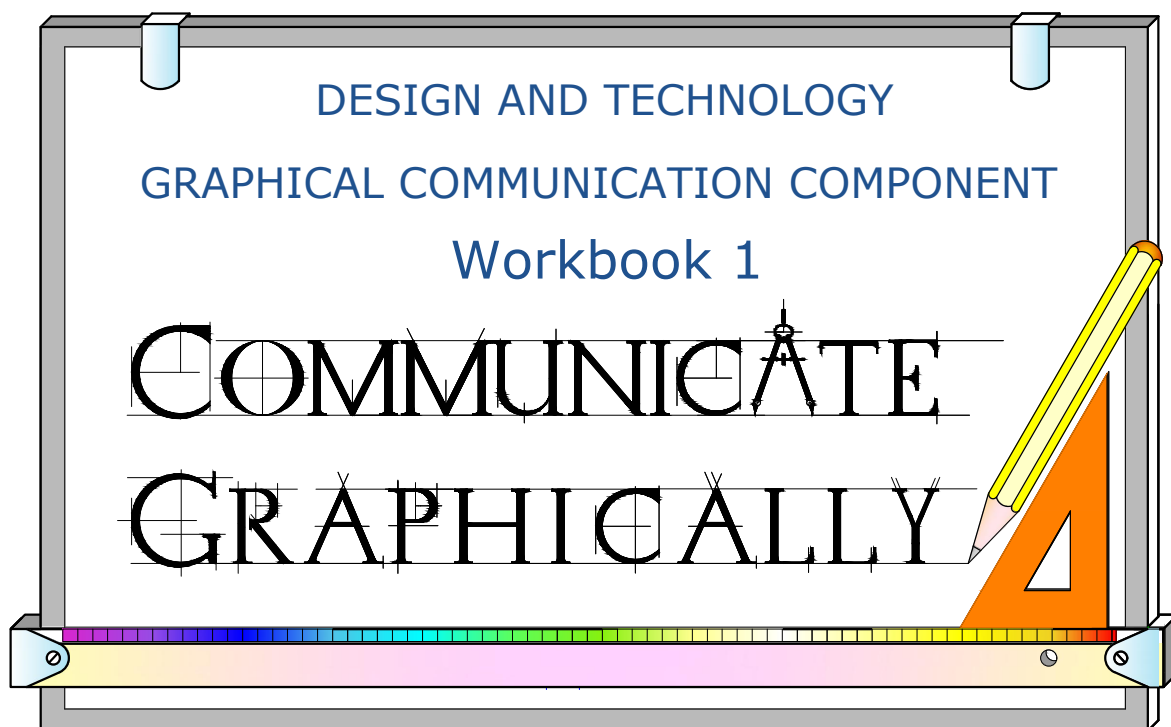 DESIGN AND TECHNOLOGY
GRAPHICAL COMMUNICATION COMPONENT
Workbook 1
COMMUNICATE
GRAPHICALLY